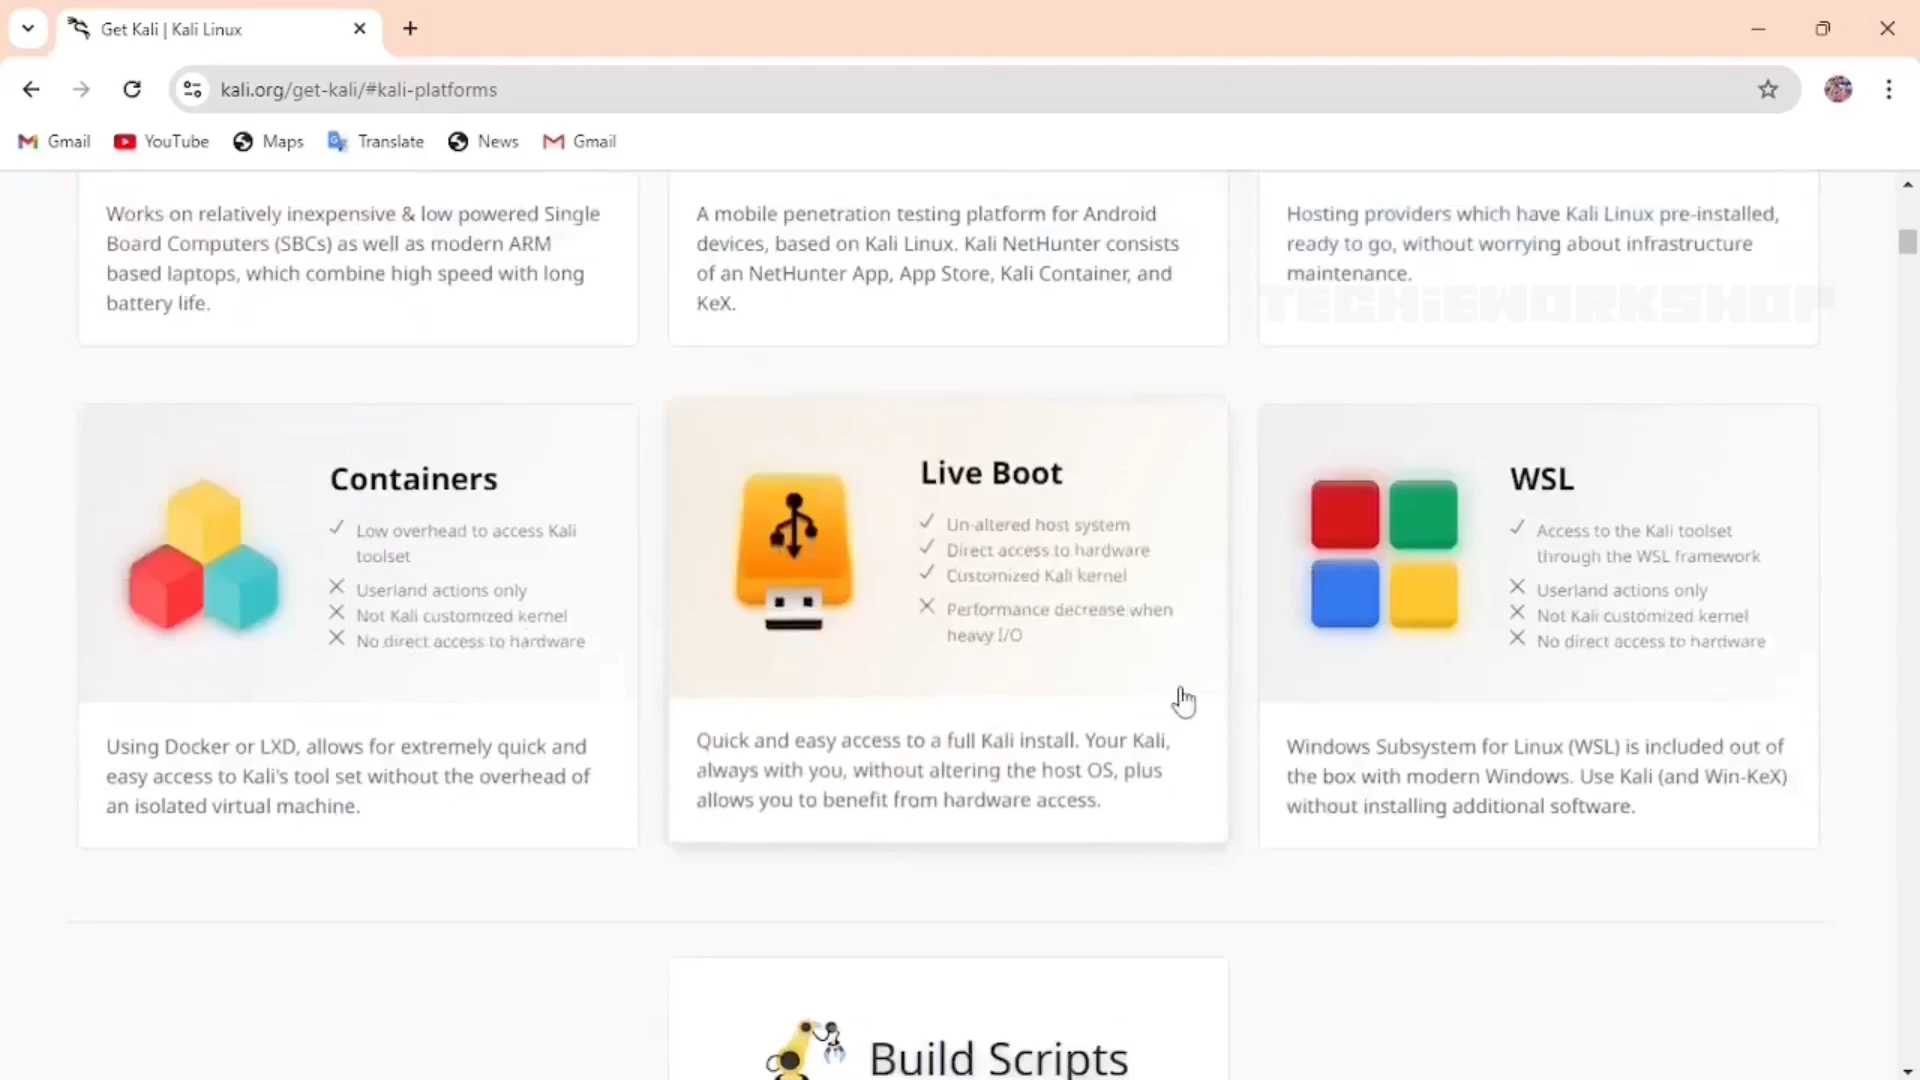 Get Kali | Kali Linux
kali.org/get-kali/#kali-platforms
Gmail
YouTube
Maps
Translate
News
Gmail
Works on relatively inexpensive & low powered Single
Board Computers (SBCs) as well as modern ARM
based laptops, which combine high speed with long
battery life.
A mobile penetration testing platform for Android
devices, based on Kali Linux. Kali NetHunter consists
of an NetHunter App, App Store, Kali Container, and
KeX.
Hosting providers which have Kali Linux pre-installed,
ready to go, without worrying about infrastructure
maintenance.
TECHiEWORKSHOP
Containers
Low overhead to access Kali
toolset
Userland actions only
Not Kali customized kernel
No direct access to hardware
Using Docker or LXD, allows for extremely quick and
easy access to Kali's tool set without the overhead of
an isolated virtual machine.
Live Boot
Un-altered host system
Direct access to hardware
Customized Kali kernel
Performance decrease when
heavy I/O
Quick and easy access to a full Kali install. Your Kali,
always with you, without altering the host OS, plus
allows you to benefit from hardware access.
WSL
Access to the Kali toolset
through the WSL framework
Userland actions only
Not Kali customized kernel
No direct access to hardware
Windows Subsystem for Linux (WSL) is included out of
the box with modern Windows. Use Kali (and Win-KeX)
without installing additional software.
Build Scripts